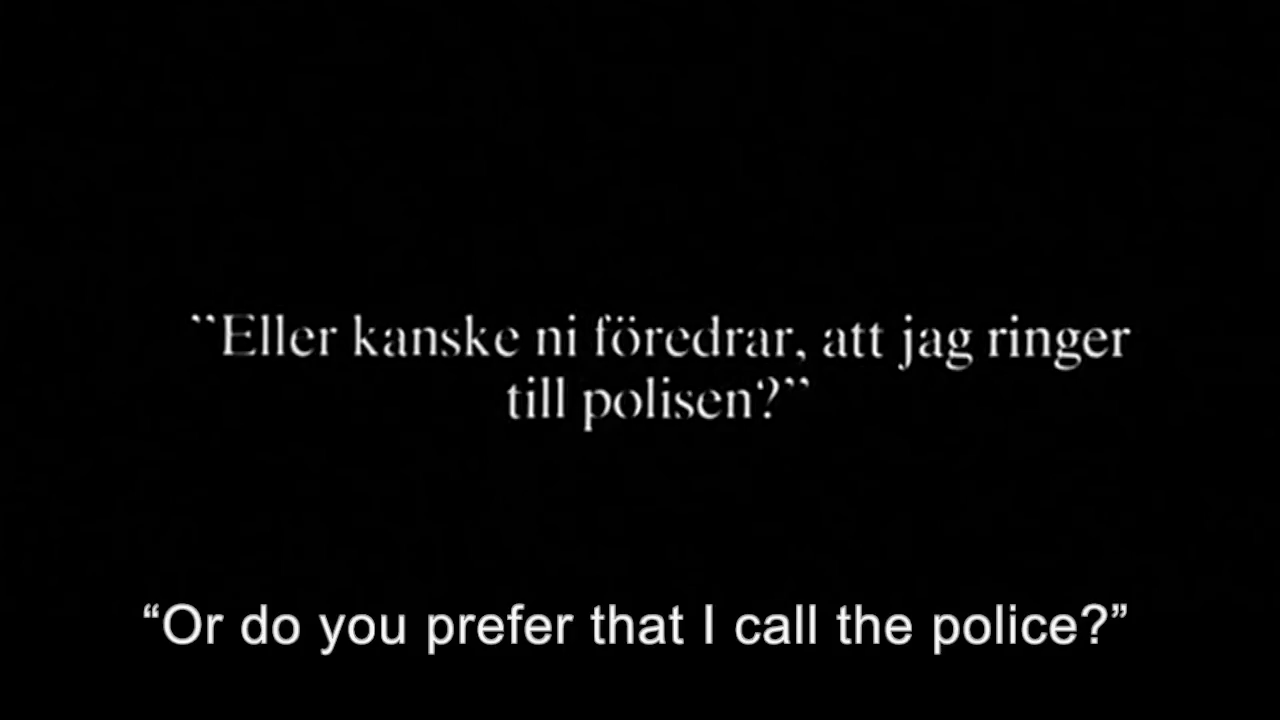 ”Eller kanske ni föredrar, att jag ringer
till polisen?”
“Or do you prefer that I call the police?”